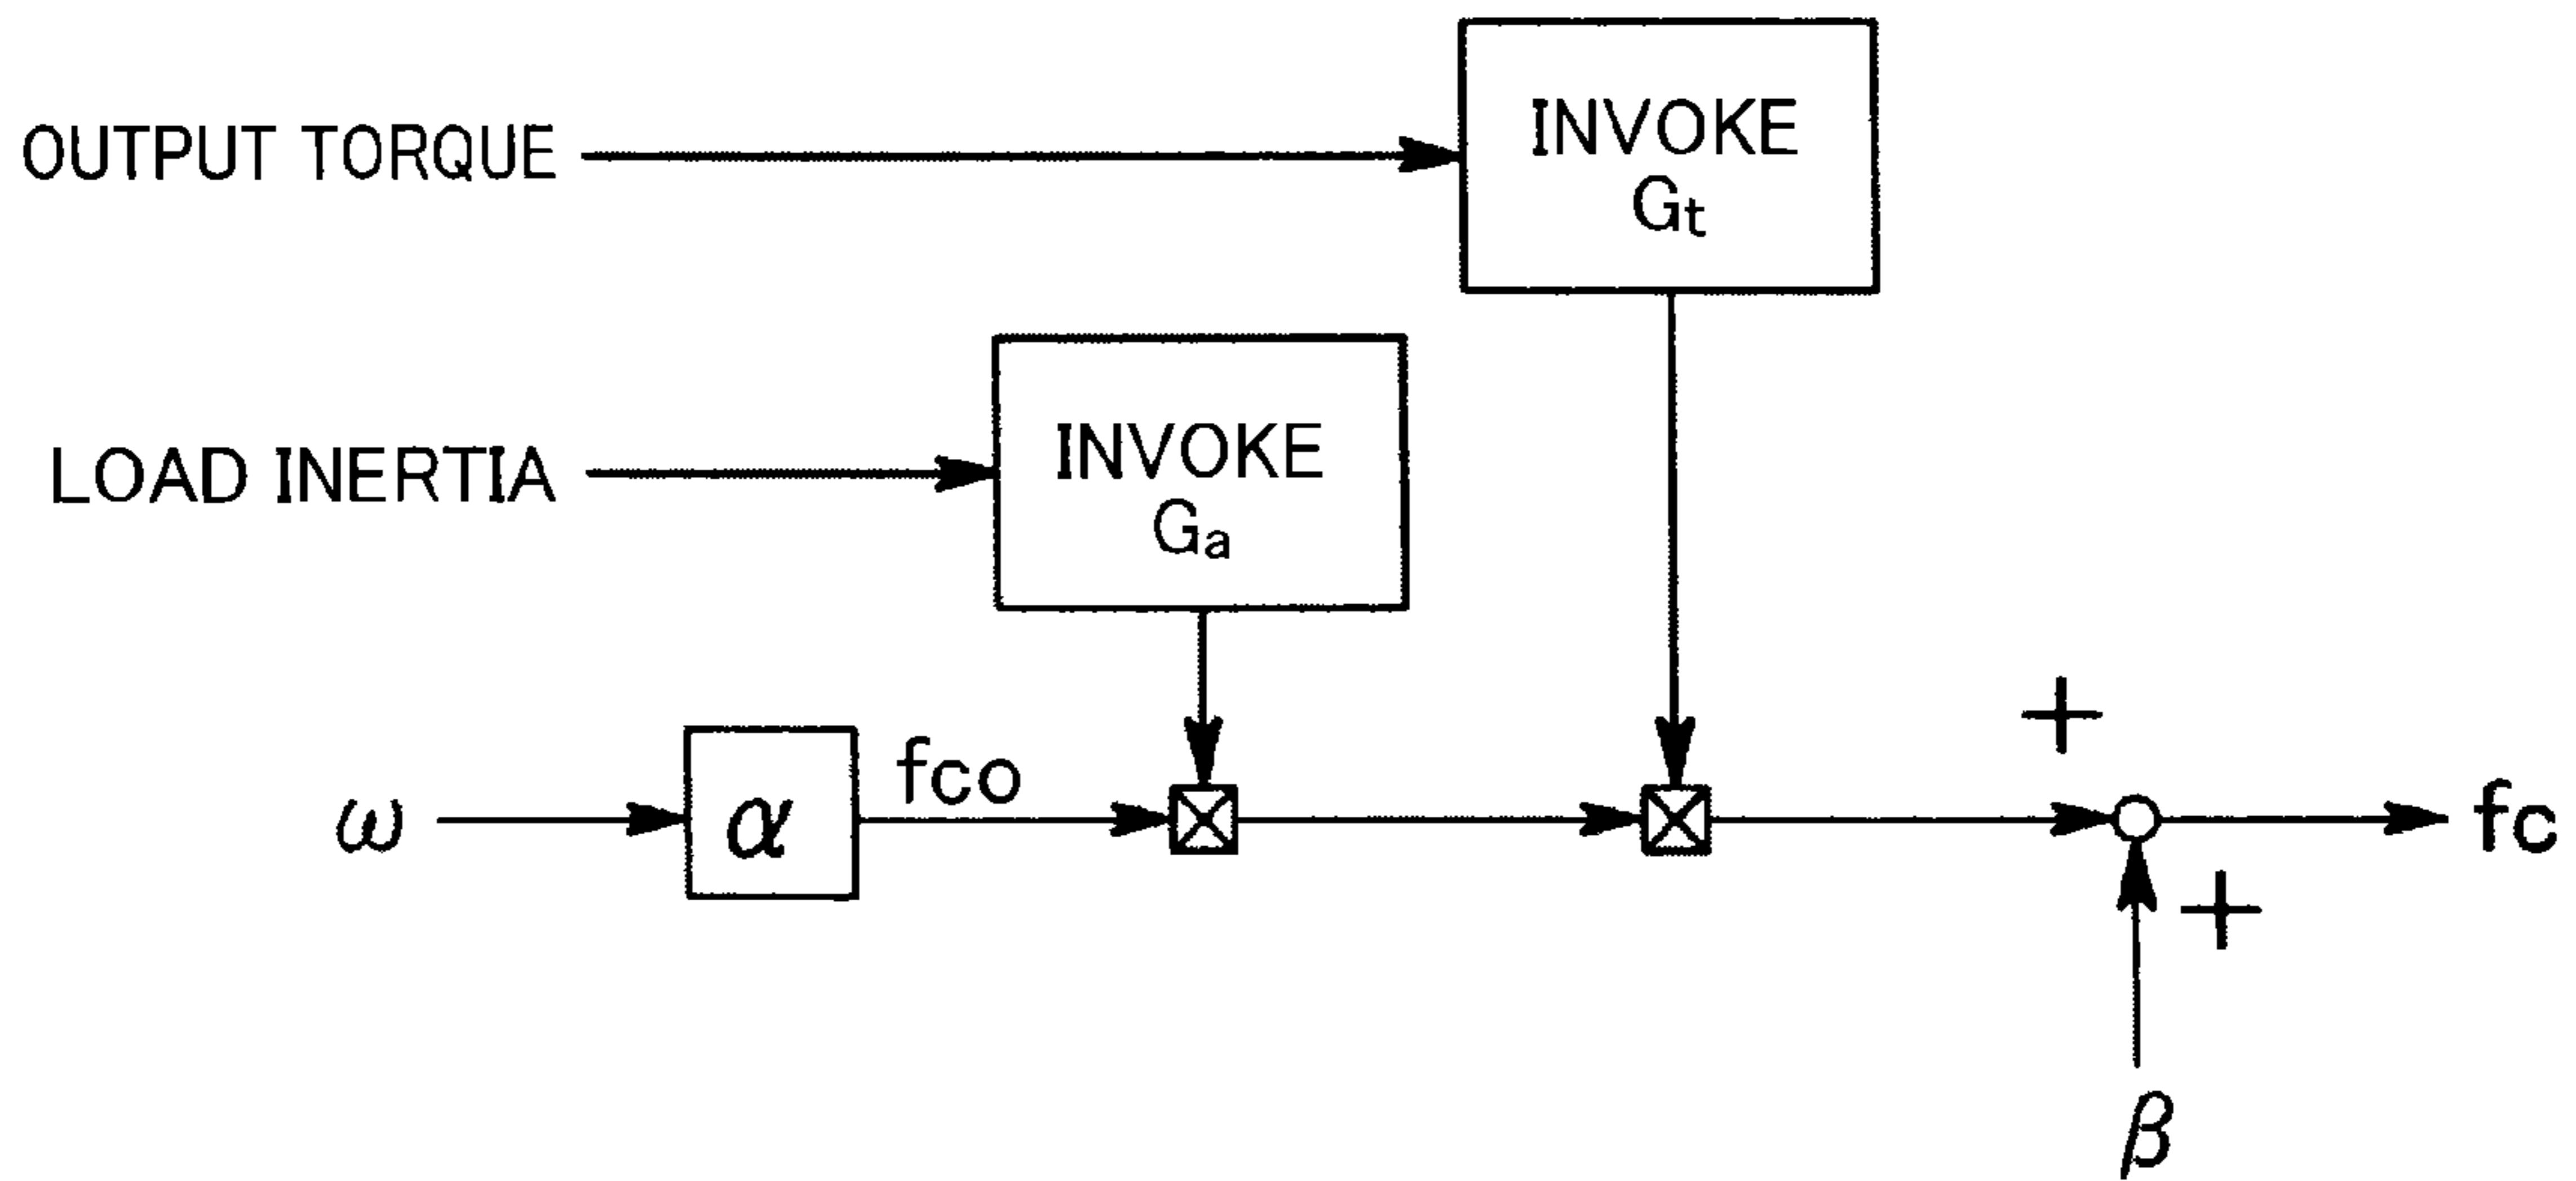 OUTPUT TORQUE
INVOKE
Gt
LOAD INERTIA
INVOKE
Ga
ω
α
fco
+
fc
+
β